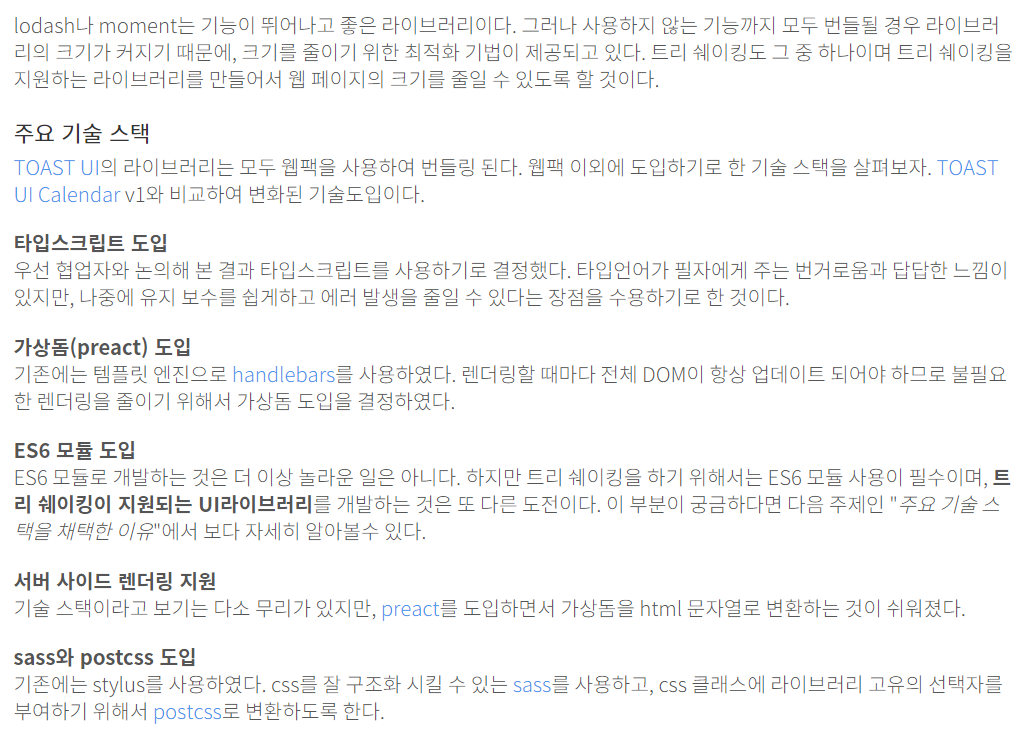 lodash나 moment는 기능이 뛰어나고 좋은 라이브러리이다. 그러나 사용하지 않는 기능까지 모두 번들될 경우 라이브러
리의 크기가 커지기 때문에, 크기를 줄이기 위한 최적화 기법이 제공되고 있다. 트리 쉐이킹도 그 중 하나이며 트리 쉐이킹을
지원하는 라이브러리를 만들어서 웹 페이지의 크기를 줄일 수 있도록 할 것이다.
주요 기술 스택
TOAST UI의 라이브러리는 모두 웹팩을 사용하여 번들링 된다. 웹팩 이외에 도입하기로 한 기술 스택을 살펴보자. TOAST
UI Calendar v1와 비교하여 변화된 기술도입이다.
타입스크립트 도입
우선 협업자와 논의해 본 결과 타입스크립트를 사용하기로 결정했다. 타입언어가 필자에게 주는 번거로움과 답답한 느낌이
있지만, 나중에 유지 보수를 쉽게하고 에러 발생을 줄일 수 있다는 장점을 수용하기로 한 것이다.
가상돔(preact) 도입
기존에는 템플릿 엔진으로 handlebars를 사용하였다. 렌더링할 때마다 전체 DOM이 항상 업데이트 되어야 하므로 불필요
한 렌더링을 줄이기 위해서 가상돔 도입을 결정하였다.
ES6 모듈 도입
ES6 모듈로 개발하는 것은 더 이상 놀라운 일은 아니다. 하지만 트리 쉐이킹을 하기 위해서는 ES6 모듈 사용이 필수이며, 트
리 쉐이킹이 지원되는 UI라이브러리를 개발하는 것은 또 다른 도전이다. 이 부분이 궁금하다면 다음 주제인 "주요 기술 스
택을 채택한 이유"에서 보다 자세히 알아볼수 있다.
서버 사이드 렌더링 지원
기술 스택이라고 보기는 다소 무리가 있지만, preact를 도입하면서 가상돔을 html 문자열로 변환하는 것이 쉬워졌다.
sass와 postcss 도입
기존에는 stylus를 사용하였다. css를 잘 구조화 시킬 수 있는 sass를 사용하고, css 클래스에 라이브러리 고유의 선택자를
부여하기 위해서 postcss로 변환하도록 한다.